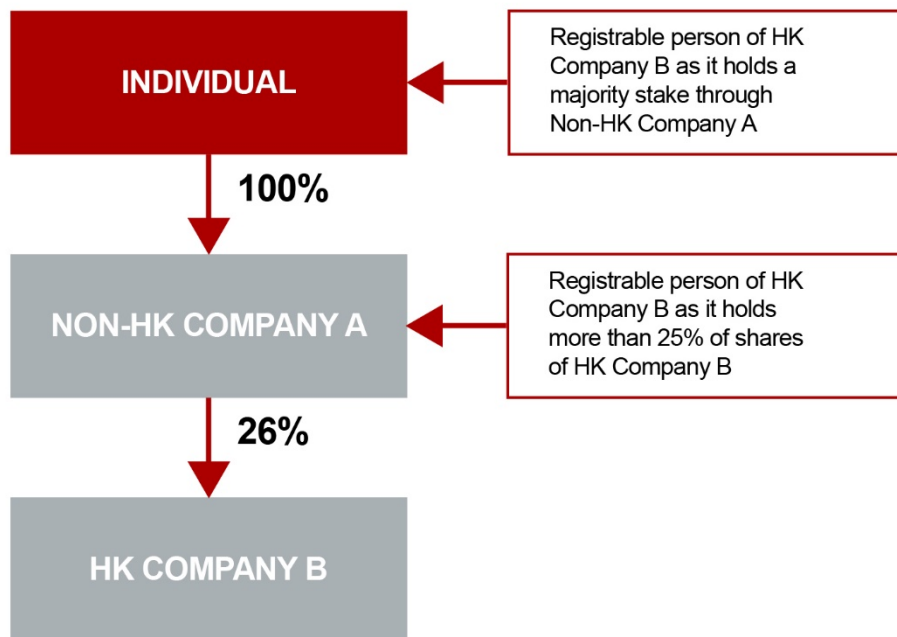 INDIVIDUAL
Registrable person of HK
Company B as it holds a
majority stake through
Non-HK Company A
100%
NON-HK COMPANY A
Registrable person of HK
Company B as it holds
more than 25% of shares
of HK Company B
26%
HK COMPANY B